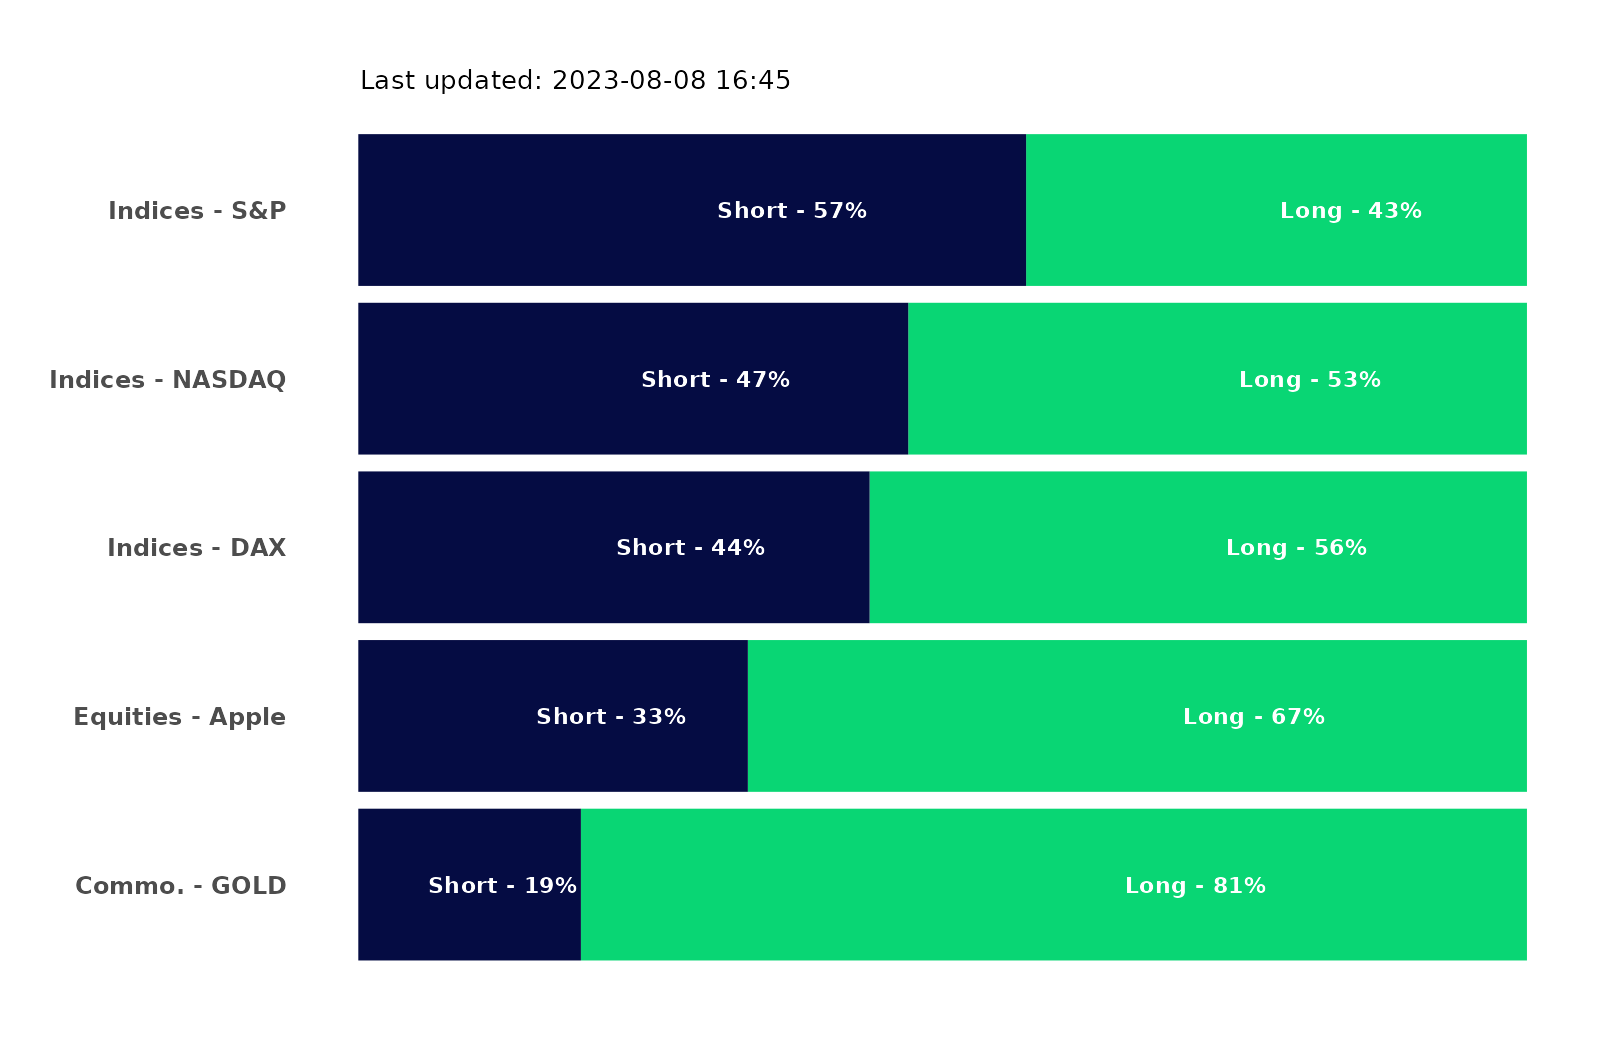 Last updated: 2023-08-08 16:45
Indices - S&P Short - 57% Long - 43%
Indices - NASDAQ Short - 47% Long - 53%
Indices - DAX Short - 44% Long - 56%
Equities - Apple Short - 33% Long - 67%
Commo. - GOLD Short - 19% Long - 81%